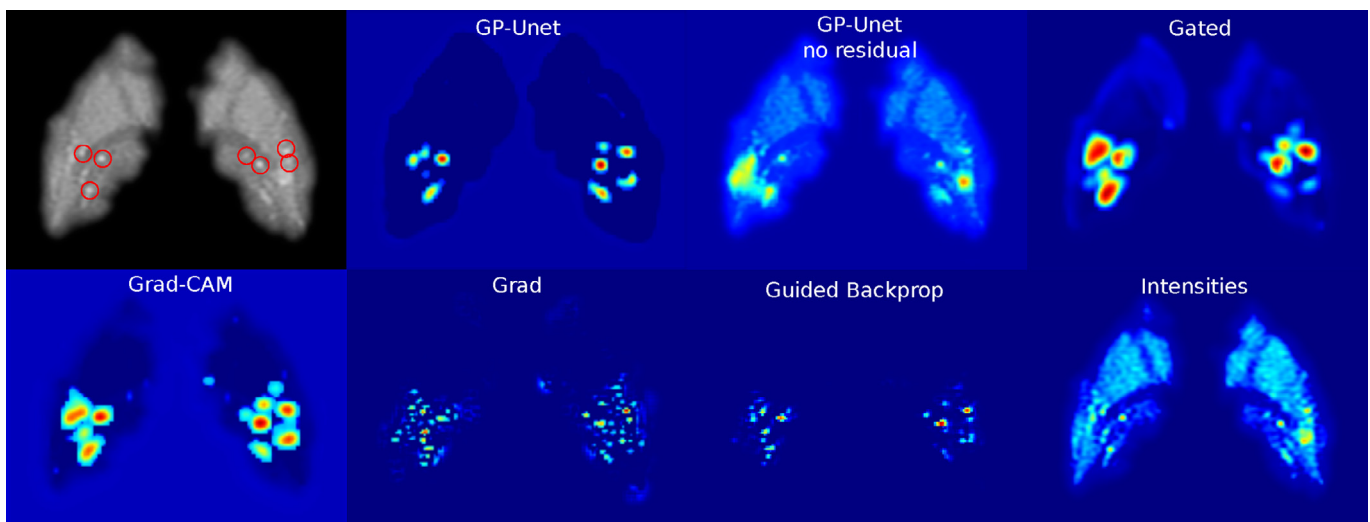 GP-Unet
GP-Unet
no residual
Gated
Grad-CAM
Grad
Guided Backprop
Intensities